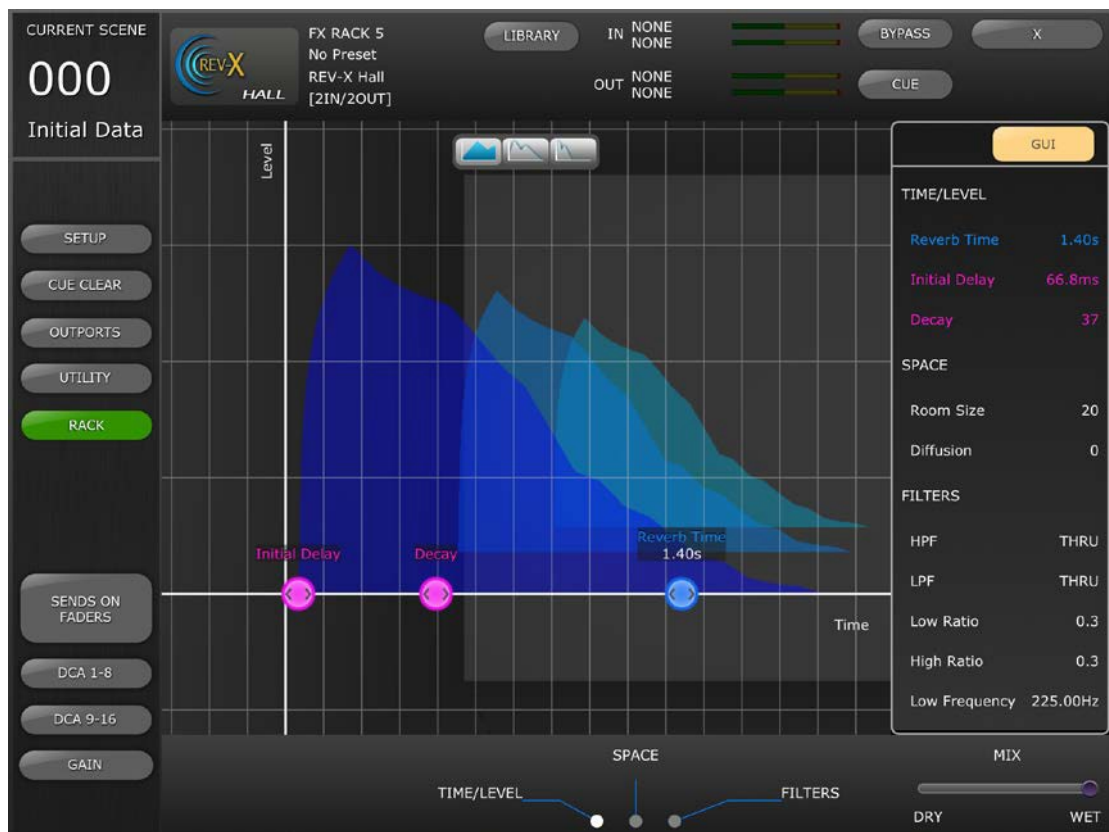 CURRENT SCENE
000
Initial Data
SETUP
CUE CLEAR
OUTPORTS
UTILITY
RACK
SENDS ON
FADERS
DCA 1-8
DCA 9-16
GAIN
REV-X
HALL
FX RACK 5
No Preset
REV-X Hall
[2IN/2OUT]
LIBRARY
IN NONE
NONE
OUT NONE
NONE
BYPASS
X
CUE
Level
Initial Delay
Decay
Reverb Time
1.40s
Time
GUI
TIME/LEVEL
Reverb Time 1.40s
Initial Delay 66.8ms
Decay 37
SPACE
Room Size 20
Diffusion 0
FILTERS
HPF THRU
LPF THRU
Low Ratio 0.3
High Ratio 0.3
Low Frequency 225.00Hz
SPACE
TIME/LEVEL
FILTERS
MIX
DRY WET